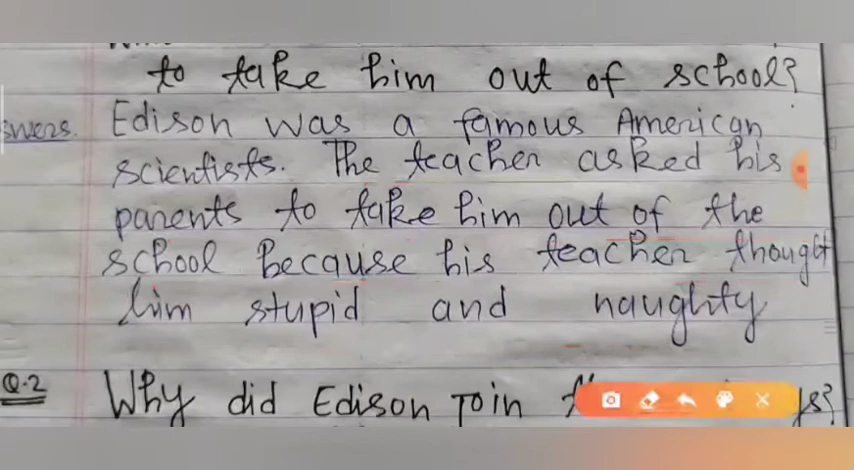 to take him out of school?
swers. Edison was a famous American
scientists. The teacher asked his
parents to take him out of the
school because his teacher thought
him stupid and naughty
Q.2 Why did Edison Join